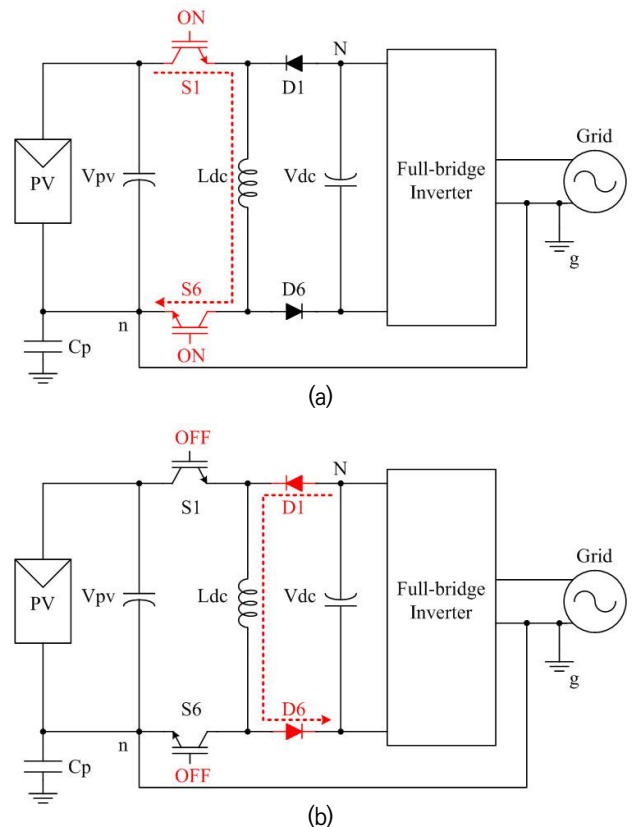 ON
N
S1
D1
Grid
PV
Vpv
Ldc
Vdc
Full-bridge
Inverter
S6
D6
g
n
Cp
ON
(a)
OFF
N
S1
D1
Grid
PV
Vpv
Ldc
Vdc
Full-bridge
Inverter
S6
D6
g
n
Cp
OFF
(b)